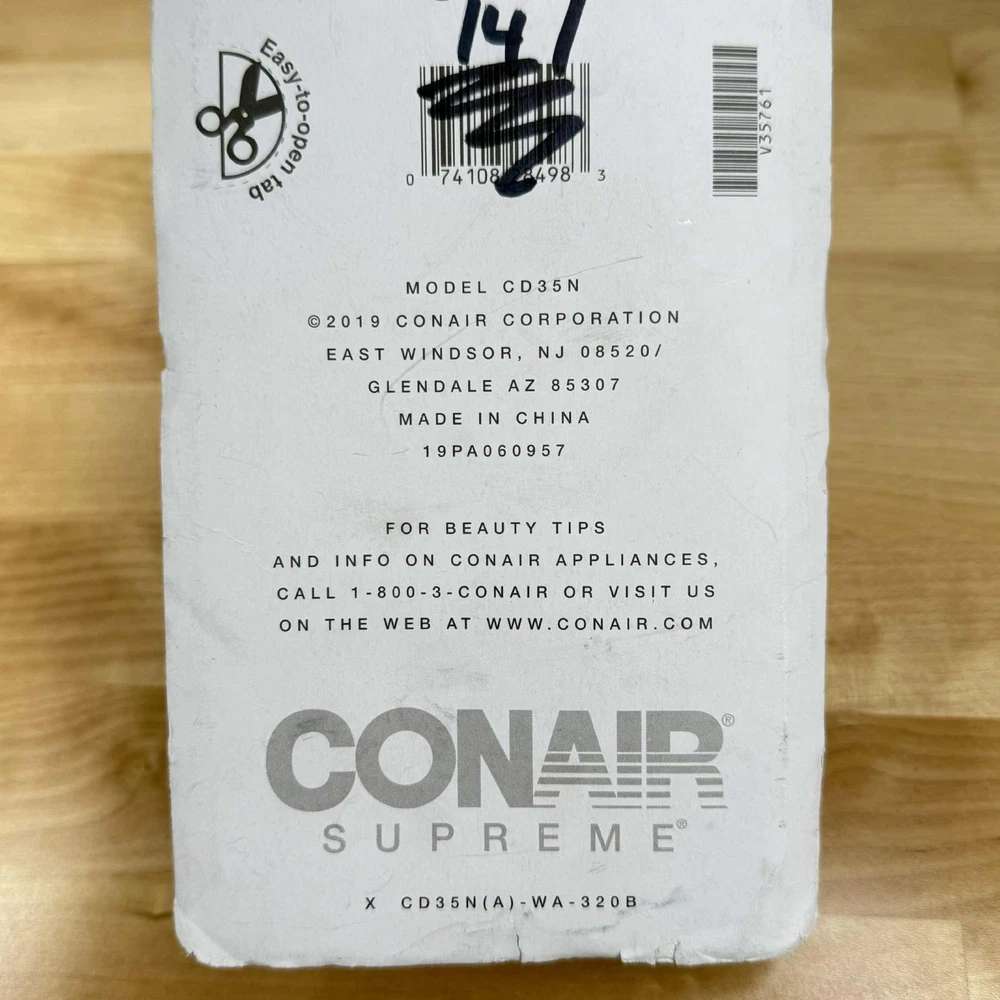 147
Easy-to-open tab
0 74108 28498 3
V35761
MODEL CD35N
©2019 CONAIR CORPORATION
EAST WINDSOR, NJ 08520/
GLENDALE AZ 85307
MADE IN CHINA
19PA060957
FOR BEAUTY TIPS
AND INFO ON CONAIR APPLIANCES,
CALL 1-800-3-CONAIR OR VISIT US
ON THE WEB AT WWW.CONAIR.COM
CONAIR®
SUPREME®
X CD35N(A)-WA-320B